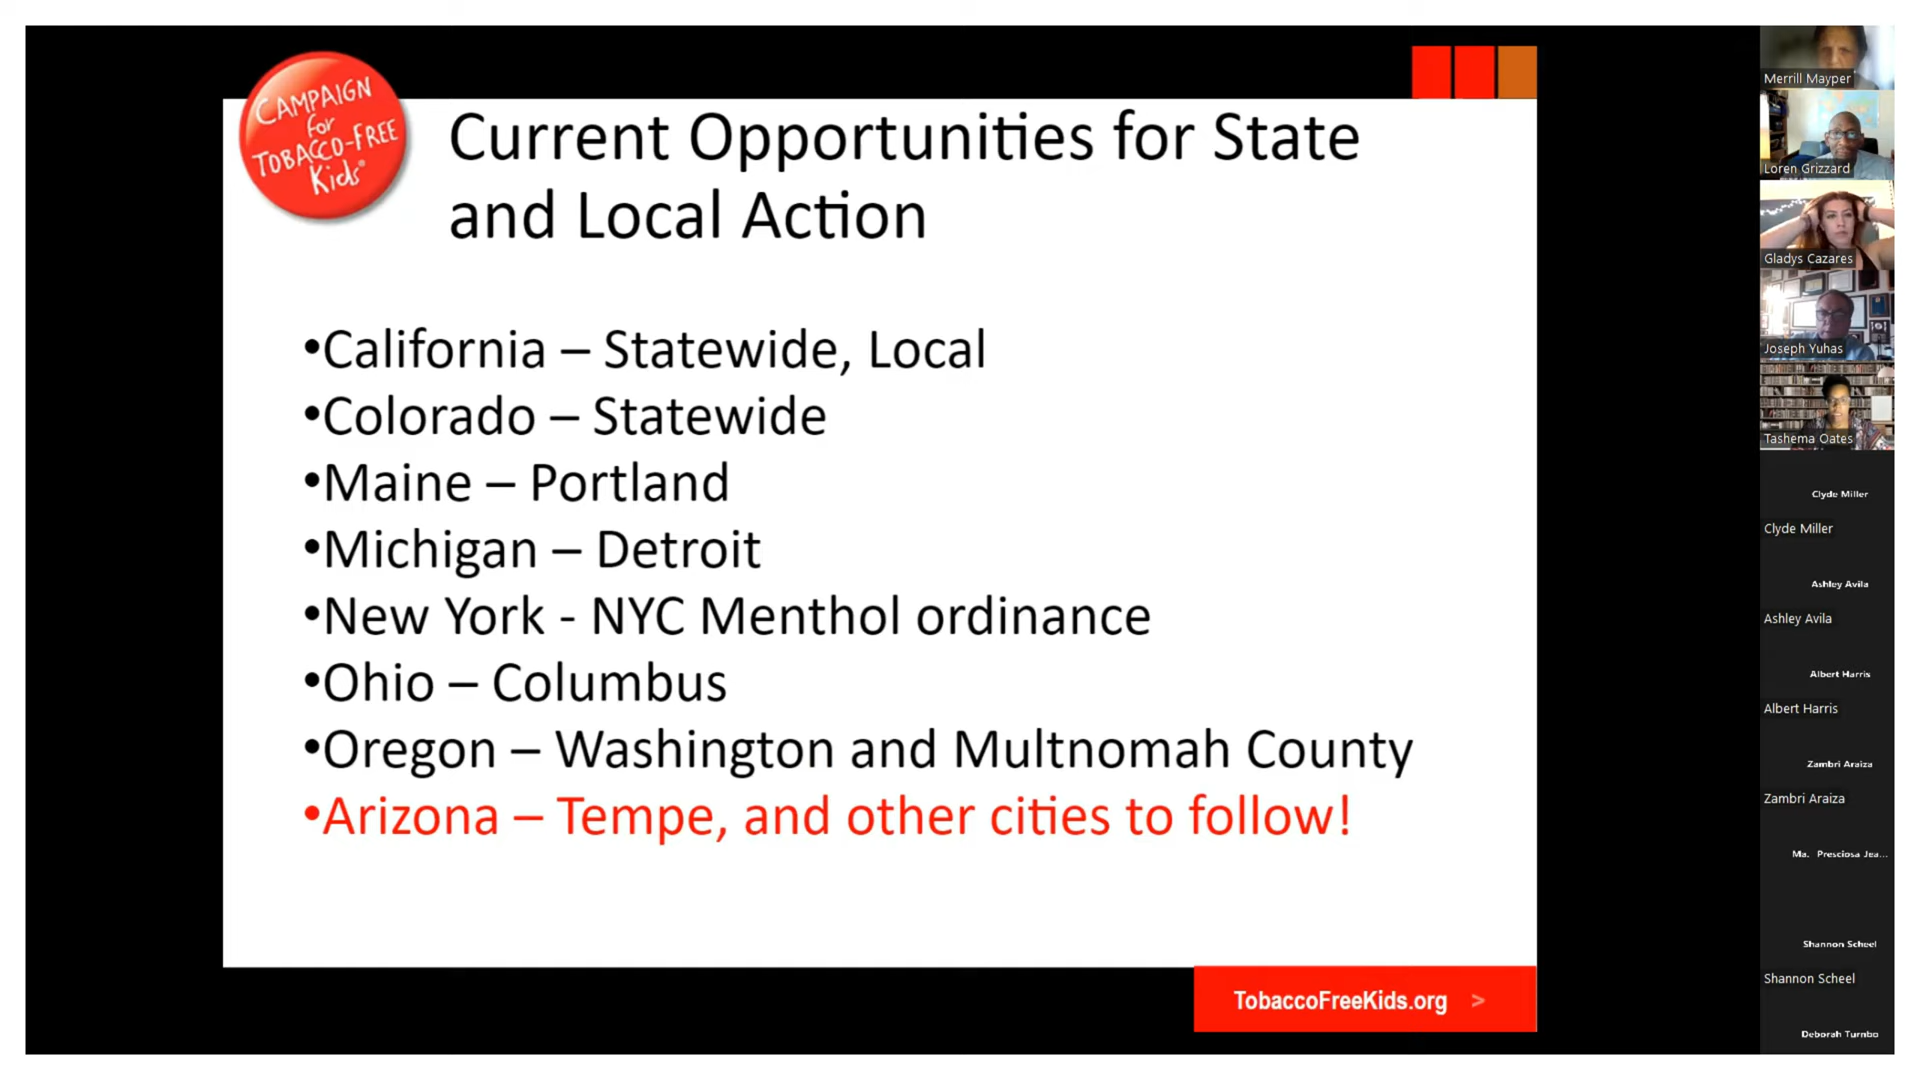 CAMPAIGN
for
TOBACCO-FREE
Kids®
Current Opportunities for State
and Local Action
•California – Statewide, Local
•Colorado – Statewide
•Maine – Portland
•Michigan – Detroit
•New York - NYC Menthol ordinance
•Ohio – Columbus
•Oregon – Washington and Multnomah County
•Arizona – Tempe, and other cities to follow!
TobaccoFreeKids.org >
Merrill Mayper
Loren Grizzard
Gladys Cazares
Joseph Yuhas
Tashema Oates
Clyde Miller
Clyde Miller
Ashley Avila
Ashley Avila
Albert Harris
Albert Harris
Zambri Araiza
Zambri Araiza
Ma. Presciosa Jea...
Shannon Scheel
Shannon Scheel
Deborah Turnbo